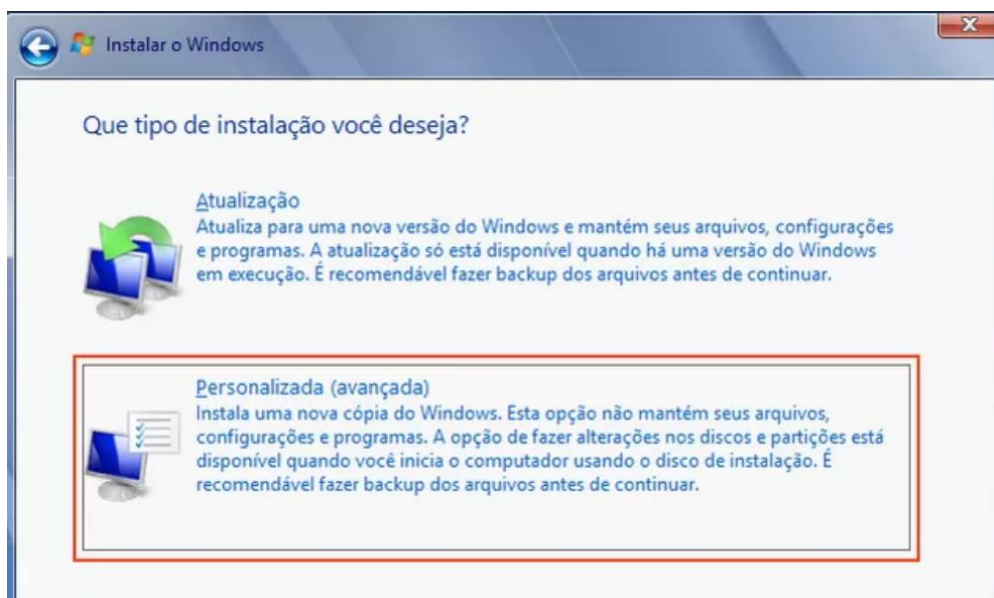 Instalar o Windows
Que tipo de instalação você deseja?
Atualização
Atualiza para uma nova versão do Windows e mantém seus arquivos, configurações
e programas. A atualização só está disponível quando há uma versão do Windows
em execução. É recomendável fazer backup dos arquivos antes de continuar.
Personalizada (avançada)
Instala uma nova cópia do Windows. Esta opção não mantém seus arquivos,
configurações e programas. A opção de fazer alterações nos discos e partições está
disponível quando você inicia o computador usando o disco de instalação. É
recomendável fazer backup dos arquivos antes de continuar.